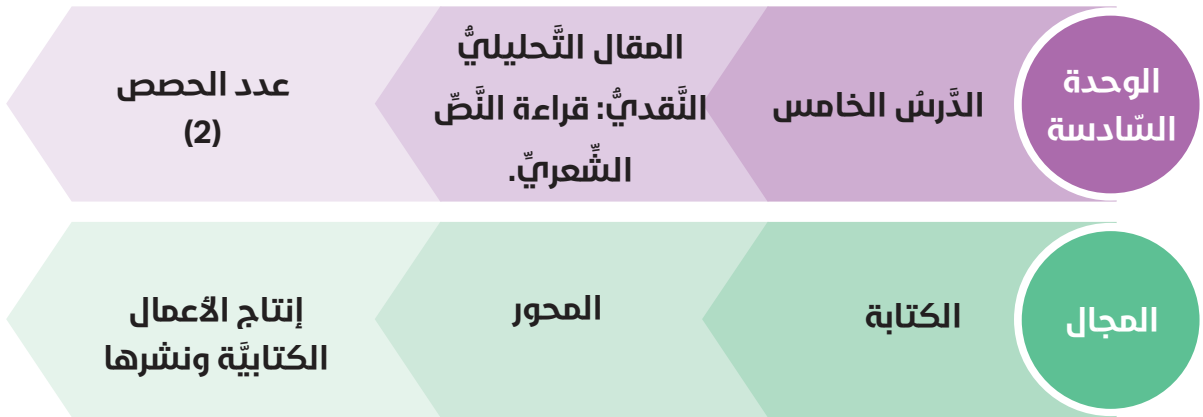 الوحدة
السّادسة
الدَّرسُ الخامس
المقال التَّحليليُّ
النَّقديُّ: قراءة النَّصِّ
الشِّعريِّ.
عدد الحصص
(2)
المجال
الكتابة
المحور
إنتاج الأعمال
الكتابيَّة ونشرها